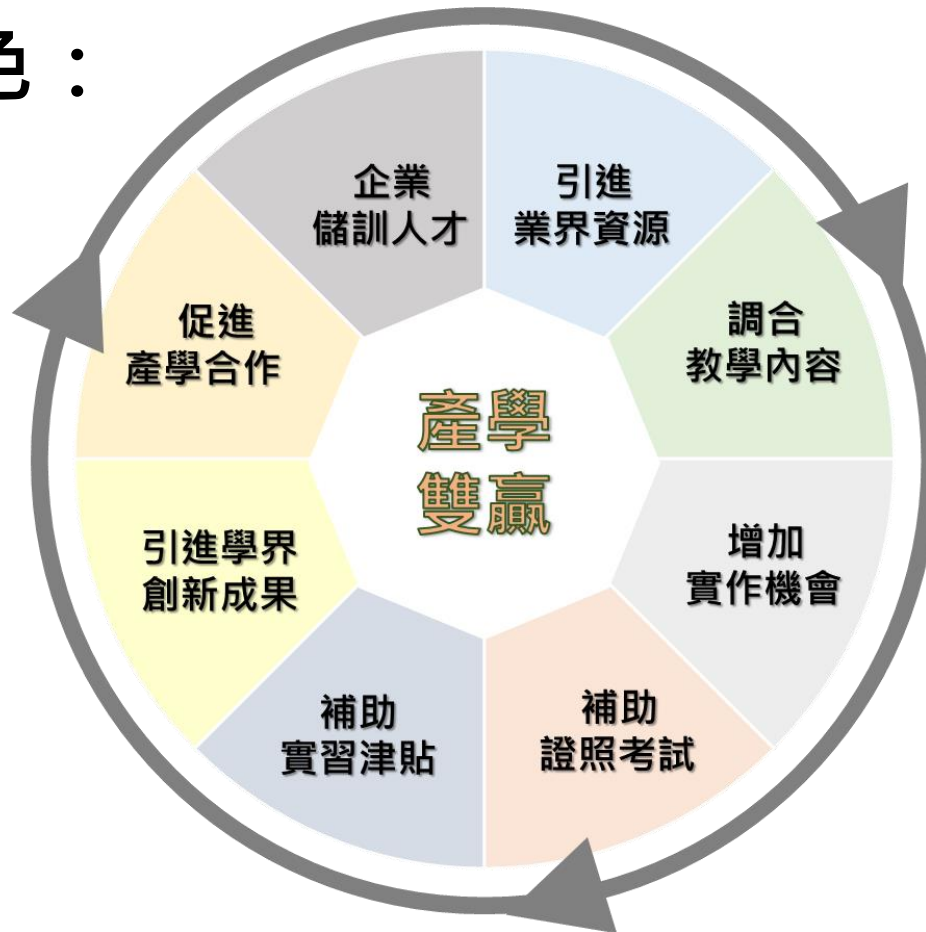 色：
企業
儲訓人才
引進
業界資源
調合
教學內容
增加
實作機會
補助
證照考試
補助
實習津貼
引進學界
創新成果
促進
產學合作
產學
雙贏